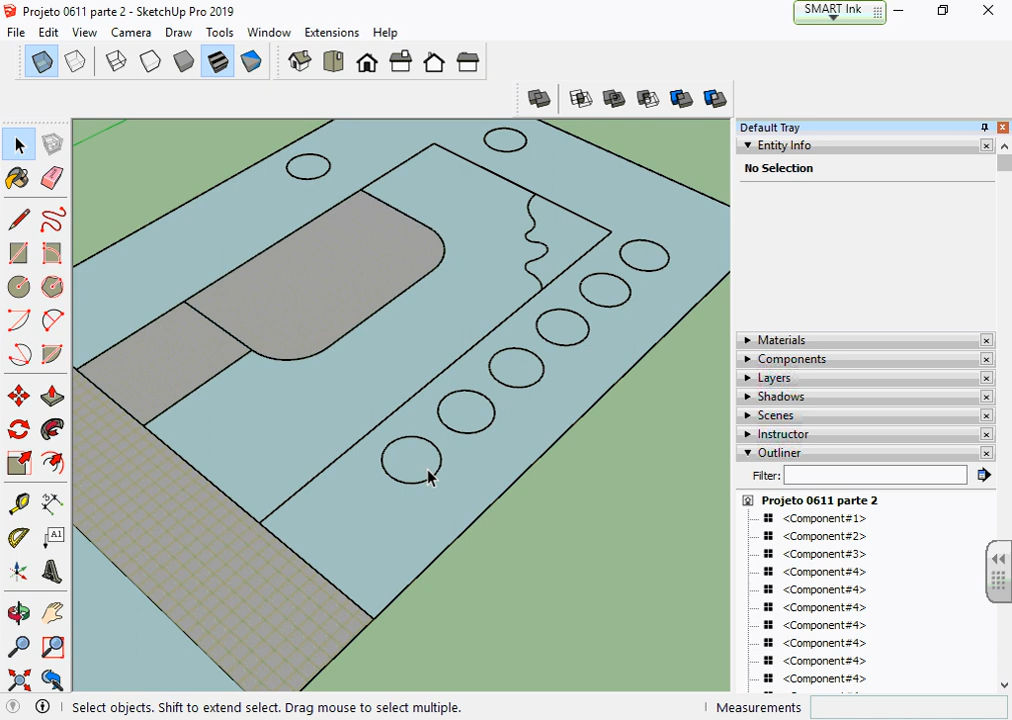 Projeto 0611 parte 2 - SketchUp Pro 2019
SMART Ink
File Edit View Camera Draw Tools Window Extensions Help
Default Tray
Entity Info
No Selection
A1
Materials
Components
Layers
Shadows
Scenes
Instructor
Outliner
Filter:
Projeto 0611 parte 2
<Component#1>
<Component#2>
<Component#3>
<Component#4>
<Component#4>
<Component#4>
<Component#4>
<Component#4>
<Component#4>
<Component#4>
Select objects. Shift to extend select. Drag mouse to select multiple.
Measurements